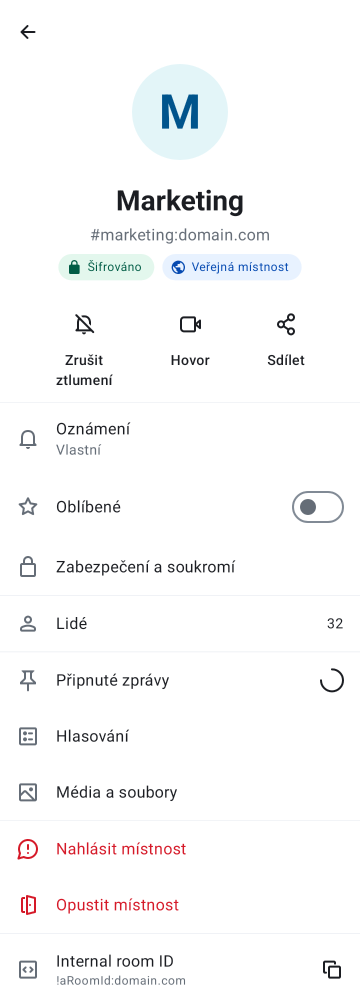 M
Marketing
#marketing:domain.com
Šifrováno
Veřejná místnost
Zrušit
ztlumení
Hovor
Sdílet
Oznámení
Vlastní
Oblíbené
Zabezpečení a soukromí
Lidé
32
Připnuté zprávy
Hlasování
Média a soubory
Nahlásit místnost
Opustit místnost
Internal room ID
!aRoomId:domain.com